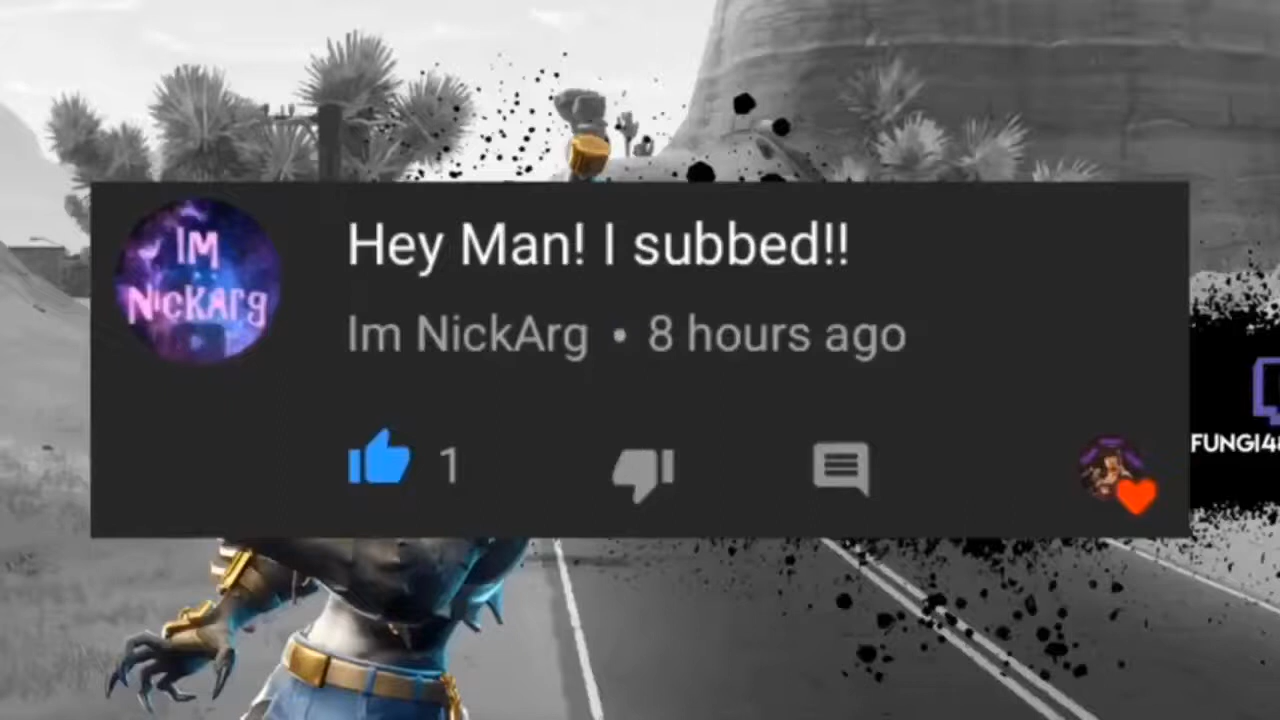 IM
NicKArg
Hey Man! I subbed!!
Im NickArg • 8 hours ago
1